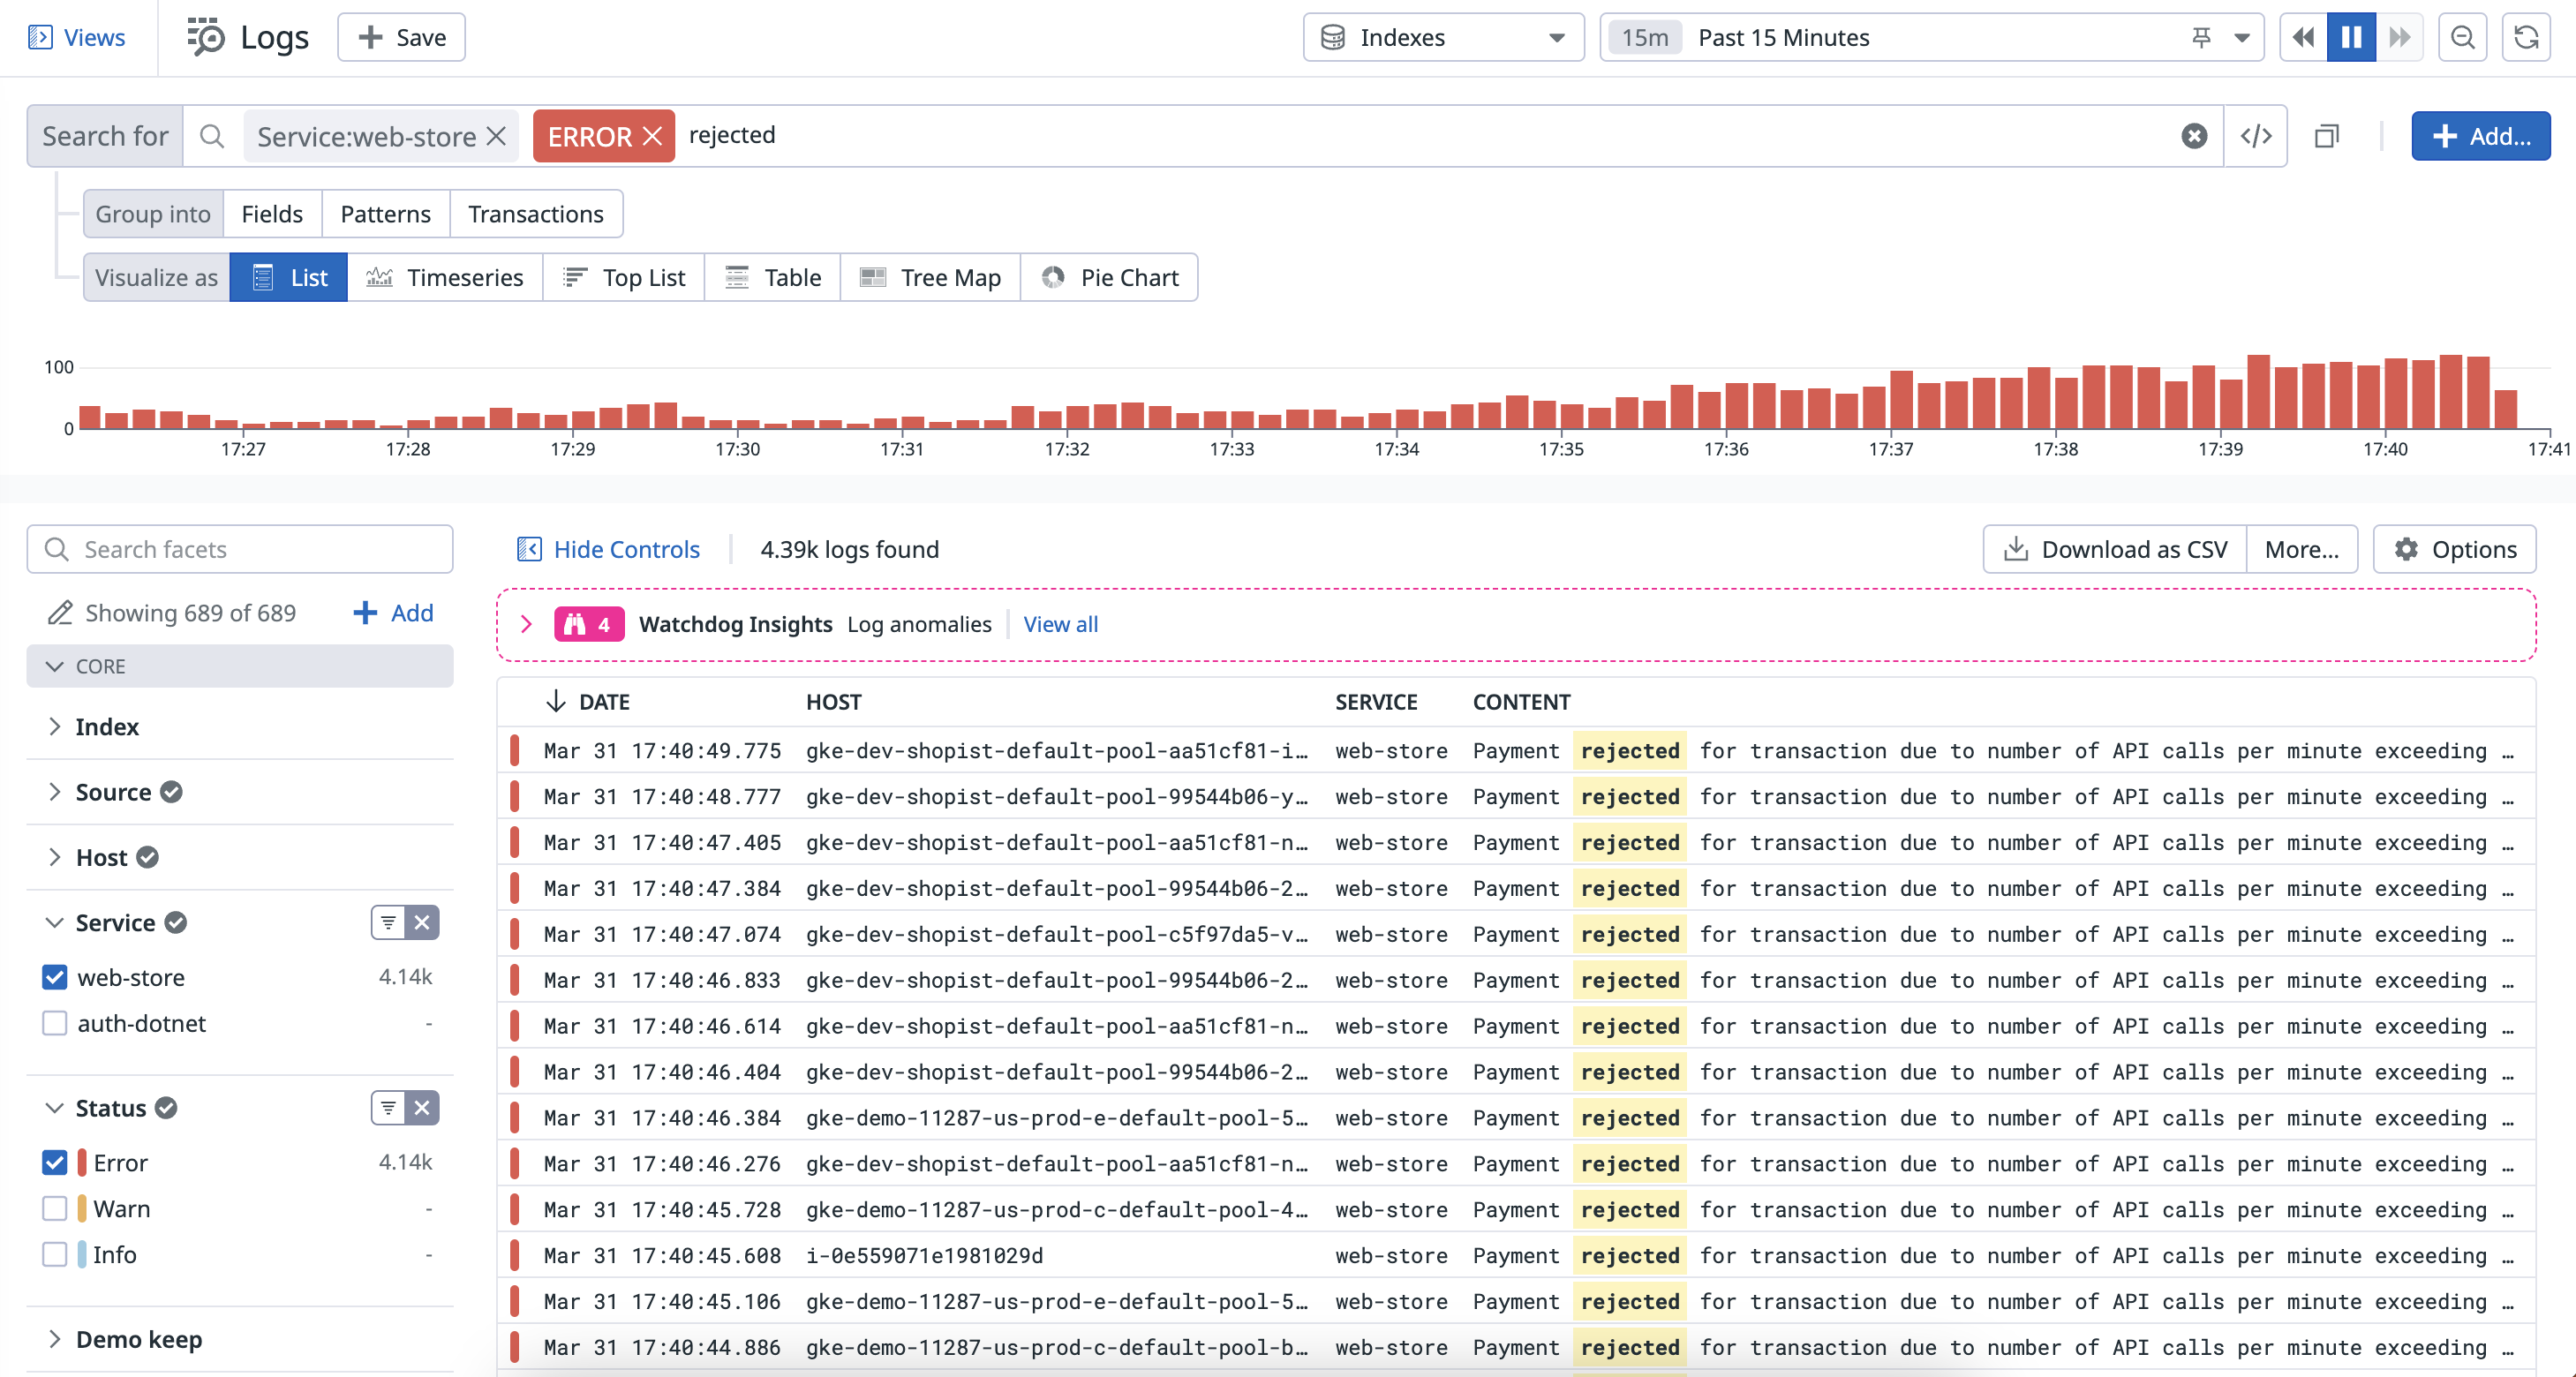 Views Logs Save Indexes 15m Past 15 Minutes
Search for Service:web-store ERROR rejected </> Add...
Group into Fields Patterns Transactions
Visualize as List Timeseries Top List Table Tree Map Pie Chart
100
0
17:27 17:28 17:29 17:30 17:31 17:32 17:33 17:34 17:35 17:36 17:37 17:38 17:39 17:40 17:41
Search facets
Showing 689 of 689 Add
CORE
Index
Source
Host
Service
web-store 4.14k
auth-dotnet -
Status
Error 4.14k
Warn -
Info -
Demo keep
Hide Controls 4.39k logs found Download as CSV More... Options
4 Watchdog Insights Log anomalies View all
DATE HOST SERVICE CONTENT
Mar 31 17:40:49.775 gke-dev-shopist-default-pool-aa51cf81-i… web-store Payment rejected for transaction due to number of API calls per minute exceeding …
Mar 31 17:40:48.777 gke-dev-shopist-default-pool-99544b06-y… web-store Payment rejected for transaction due to number of API calls per minute exceeding …
Mar 31 17:40:47.405 gke-dev-shopist-default-pool-aa51cf81-n… web-store Payment rejected for transaction due to number of API calls per minute exceeding …
Mar 31 17:40:47.384 gke-dev-shopist-default-pool-99544b06-2… web-store Payment rejected for transaction due to number of API calls per minute exceeding …
Mar 31 17:40:47.074 gke-dev-shopist-default-pool-c5f97da5-v… web-store Payment rejected for transaction due to number of API calls per minute exceeding …
Mar 31 17:40:46.833 gke-dev-shopist-default-pool-99544b06-2… web-store Payment rejected for transaction due to number of API calls per minute exceeding …
Mar 31 17:40:46.614 gke-dev-shopist-default-pool-aa51cf81-n… web-store Payment rejected for transaction due to number of API calls per minute exceeding …
Mar 31 17:40:46.404 gke-dev-shopist-default-pool-99544b06-2… web-store Payment rejected for transaction due to number of API calls per minute exceeding …
Mar 31 17:40:46.384 gke-demo-11287-us-prod-e-default-pool-5… web-store Payment rejected for transaction due to number of API calls per minute exceeding …
Mar 31 17:40:46.276 gke-dev-shopist-default-pool-aa51cf81-n… web-store Payment rejected for transaction due to number of API calls per minute exceeding …
Mar 31 17:40:45.728 gke-demo-11287-us-prod-c-default-pool-4… web-store Payment rejected for transaction due to number of API calls per minute exceeding …
Mar 31 17:40:45.608 i-0e559071e1981029d web-store Payment rejected for transaction due to number of API calls per minute exceeding …
Mar 31 17:40:45.106 gke-demo-11287-us-prod-e-default-pool-5… web-store Payment rejected for transaction due to number of API calls per minute exceeding …
Mar 31 17:40:44.886 gke-demo-11287-us-prod-c-default-pool-b… web-store Payment rejected for transaction due to number of API calls per minute exceeding …